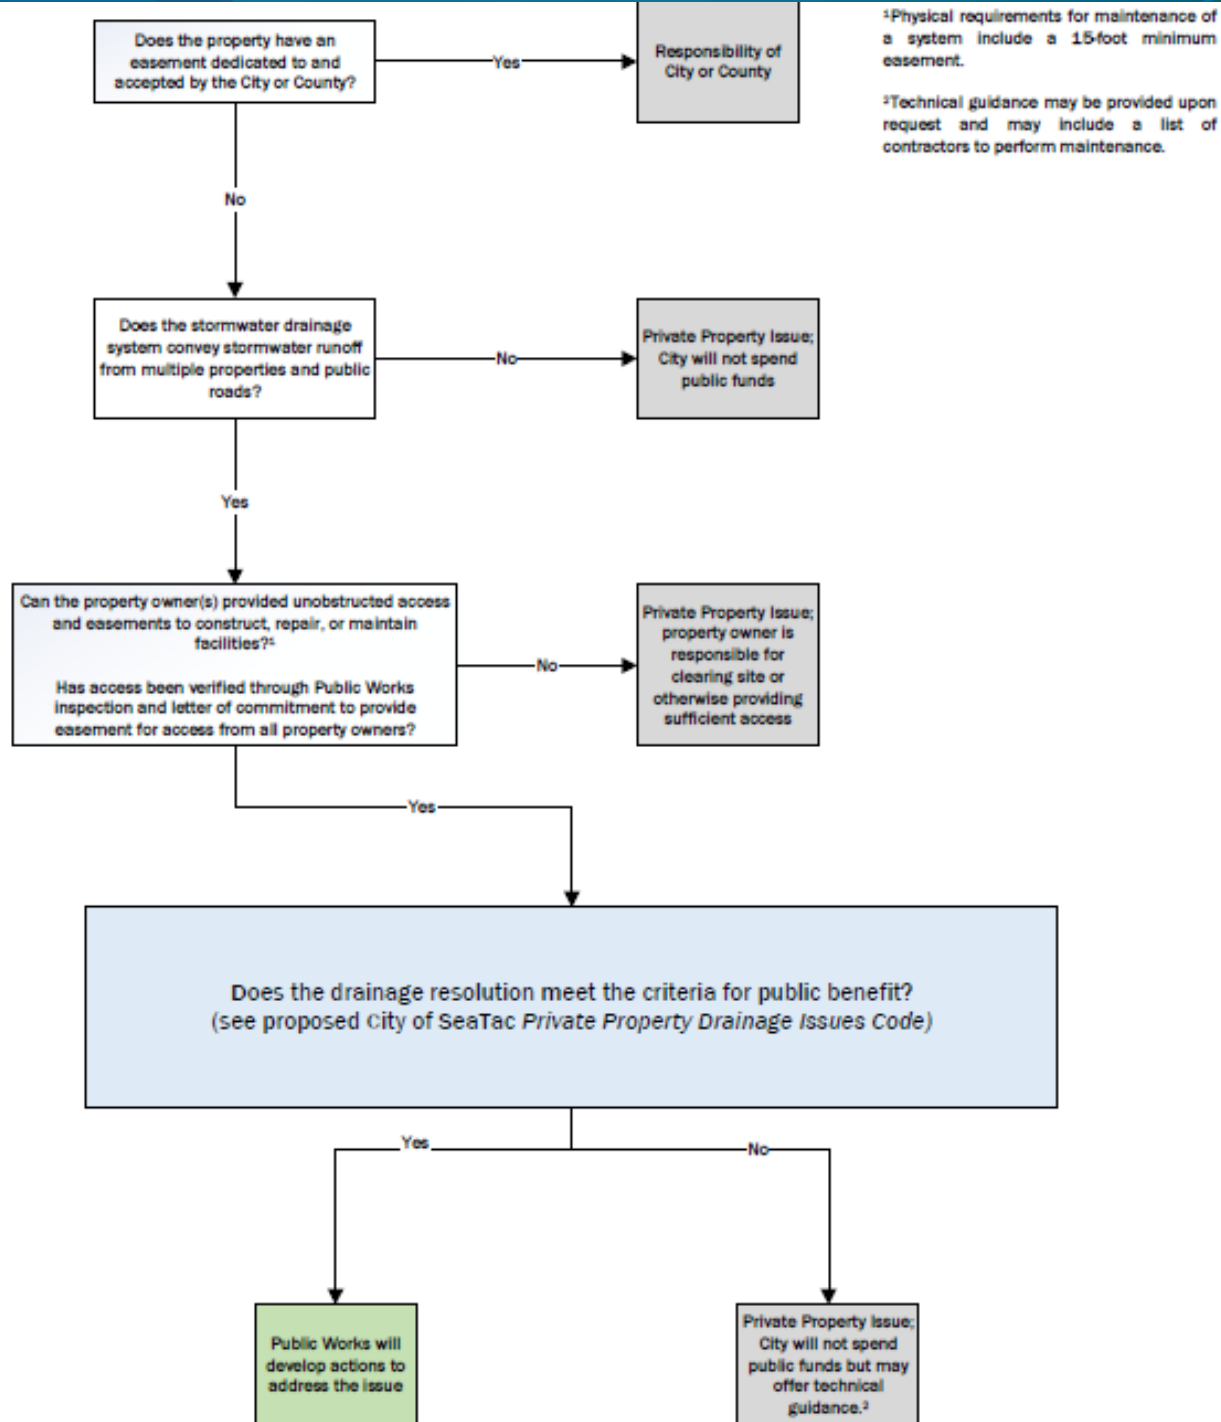 Does the property have an
easement dedicated to and
accepted by the City or County?
Yes
Responsibility of
City or County
¹Physical requirements for maintenance of
a system include a 15-foot minimum
easement.
²Technical guidance may be provided upon
request and may include a list of
contractors to perform maintenance.
No
Does the stormwater drainage
system convey stormwater runoff
from multiple properties and public
roads?
No
Private Property Issue;
City will not spend
public funds
Yes
Can the property owner(s) provided unobstructed access
and easements to construct, repair, or maintain
facilities?¹
Has access been verified through Public Works
inspection and letter of commitment to provide
easement for access from all property owners?
No
Private Property Issue;
property owner is
responsible for
clearing site or
otherwise providing
sufficient access
Yes
Does the drainage resolution meet the criteria for public benefit?
(see proposed City of SeaTac Private Property Drainage Issues Code)
Yes
No
Public Works will
develop actions to
address the issue
Private Property Issue;
City will not spend
public funds but may
offer technical
guidance.²